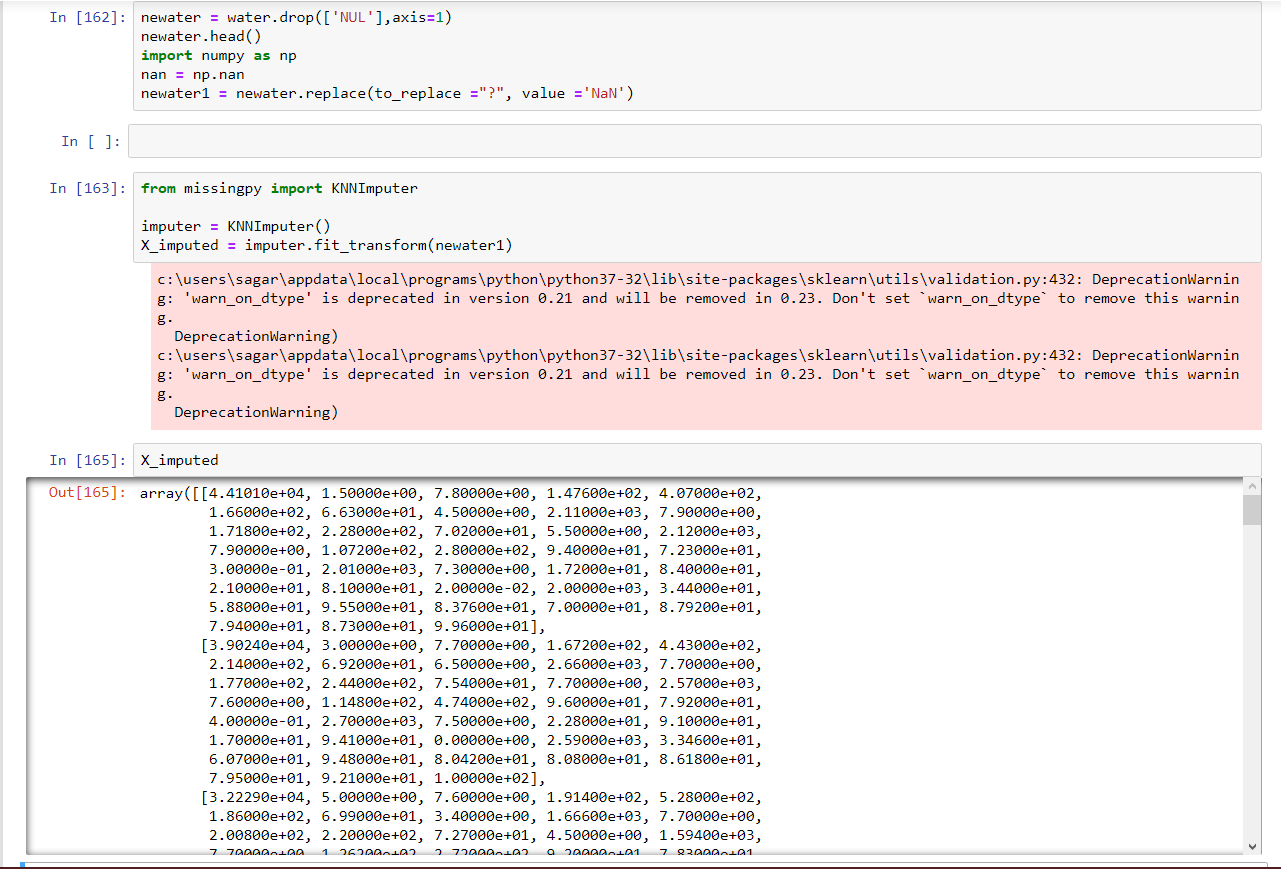 In [162]: newater = water.drop(['NUL'],axis=1)
newater.head()
import numpy as np
nan = np.nan
newater1 = newater.replace(to_replace ="?", value ='NaN')
In [ ]:
In [163]: from missingpy import KNNImputer
imputer = KNNImputer()
X_imputed = imputer.fit_transform(newater1)
c:\users\sagar\appdata\local\programs\python\python37-32\lib\site-packages\sklearn\utils\validation.py:432: DeprecationWarnin
g: 'warn_on_dtype' is deprecated in version 0.21 and will be removed in 0.23. Don't set `warn_on_dtype` to remove this warnin
g.
DeprecationWarning)
c:\users\sagar\appdata\local\programs\python\python37-32\lib\site-packages\sklearn\utils\validation.py:432: DeprecationWarnin
g: 'warn_on_dtype' is deprecated in version 0.21 and will be removed in 0.23. Don't set `warn_on_dtype` to remove this warnin
g.
DeprecationWarning)
In [165]: X_imputed
Out[165]: array([[4.41010e+04, 1.50000e+00, 7.80000e+00, 1.47600e+02, 4.07000e+02,
1.66000e+02, 6.63000e+01, 4.50000e+00, 2.11000e+03, 7.90000e+00,
1.71800e+02, 2.28000e+02, 7.02000e+01, 5.50000e+00, 2.12000e+03,
7.90000e+00, 1.07200e+02, 2.80000e+02, 9.40000e+01, 7.23000e+01,
3.00000e-01, 2.01000e+03, 7.30000e+00, 1.72000e+01, 8.40000e+01,
2.10000e+01, 8.10000e+01, 2.00000e-02, 2.00000e+03, 3.44000e+01,
5.88000e+01, 9.55000e+01, 8.37600e+01, 7.00000e+01, 8.79200e+01,
7.94000e+01, 8.73000e+01, 9.96000e+01],
[3.90240e+04, 3.00000e+00, 7.70000e+00, 1.67200e+02, 4.43000e+02,
2.14000e+02, 6.92000e+01, 6.50000e+00, 2.66000e+03, 7.70000e+00,
1.77000e+02, 2.44000e+02, 7.54000e+01, 7.70000e+00, 2.57000e+03,
7.60000e+00, 1.14800e+02, 4.74000e+02, 9.60000e+01, 7.92000e+01,
4.00000e-01, 2.70000e+03, 7.50000e+00, 2.28000e+01, 9.10000e+01,
1.70000e+01, 9.41000e+01, 0.00000e+00, 2.59000e+03, 3.34600e+01,
6.07000e+01, 9.48000e+01, 8.04200e+01, 8.08000e+01, 8.61800e+01,
7.95000e+01, 9.21000e+01, 1.00000e+02],
[3.22290e+04, 5.00000e+00, 7.60000e+00, 1.91400e+02, 5.28000e+02,
1.86000e+02, 6.99000e+01, 3.40000e+00, 1.66600e+03, 7.70000e+00,
2.00800e+02, 2.20000e+02, 7.27000e+01, 4.50000e+00, 1.59400e+03,
7.70000e+00, 1.26200e+02, 2.72000e+02, 9.20000e+01, 7.83000e+01,